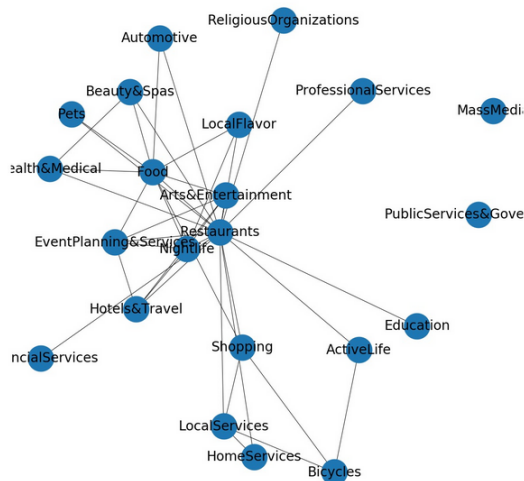 ReligiousOrganizations
Automotive
Beauty&Spas
ProfessionalServices
Pets
MassMedi
LocalFlavor
ealth&Medical
Food
Arts&Entertainment
PublicServices&Gove
Restaurants
EventPlanning&Services
Nightlife
Hotels&Travel
Education
Shopping
ActiveLife
ncialServices
LocalServices
HomeServices
Bicycles